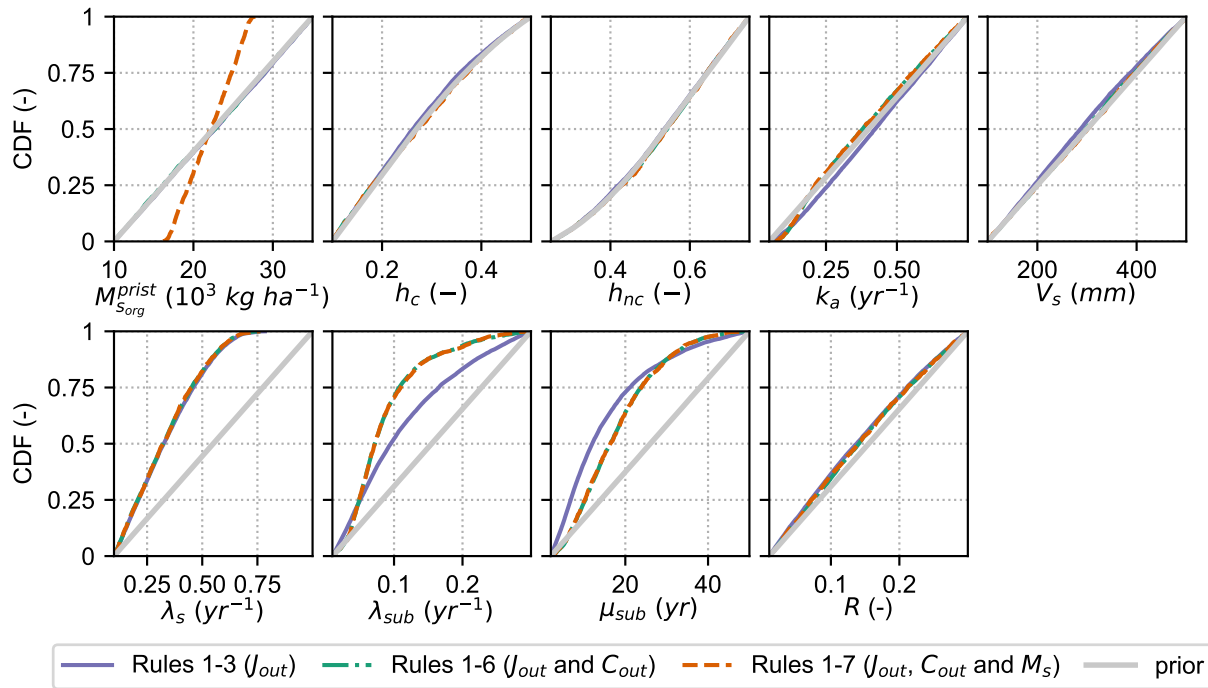 CDF (-)
1
0.75
0.50
0.25
0
10 20 30
0.2 0.4
0.4 0.6
0.25 0.50
200 400
M_{s_{org}}^{prist} (10³ kg ha⁻¹)
h_c (−)
h_{nc} (−)
k_a (yr⁻¹)
V_s (mm)
CDF (-)
1
0.75
0.50
0.25
0
0.25 0.50 0.75
0.1 0.2
20 40
0.1 0.2
λ_s (yr⁻¹)
λ_{sub} (yr⁻¹)
μ_{sub} (yr)
R (-)
Rules 1-3 (J_{out}) Rules 1-6 (J_{out} and C_{out}) Rules 1-7 (J_{out}, C_{out} and M_s) prior